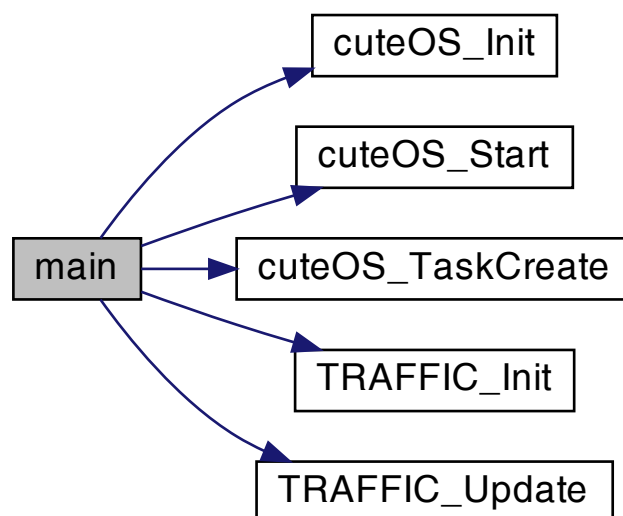 cuteOS_Init
cuteOS_Start
main
cuteOS_TaskCreate
TRAFFIC_Init
TRAFFIC_Update